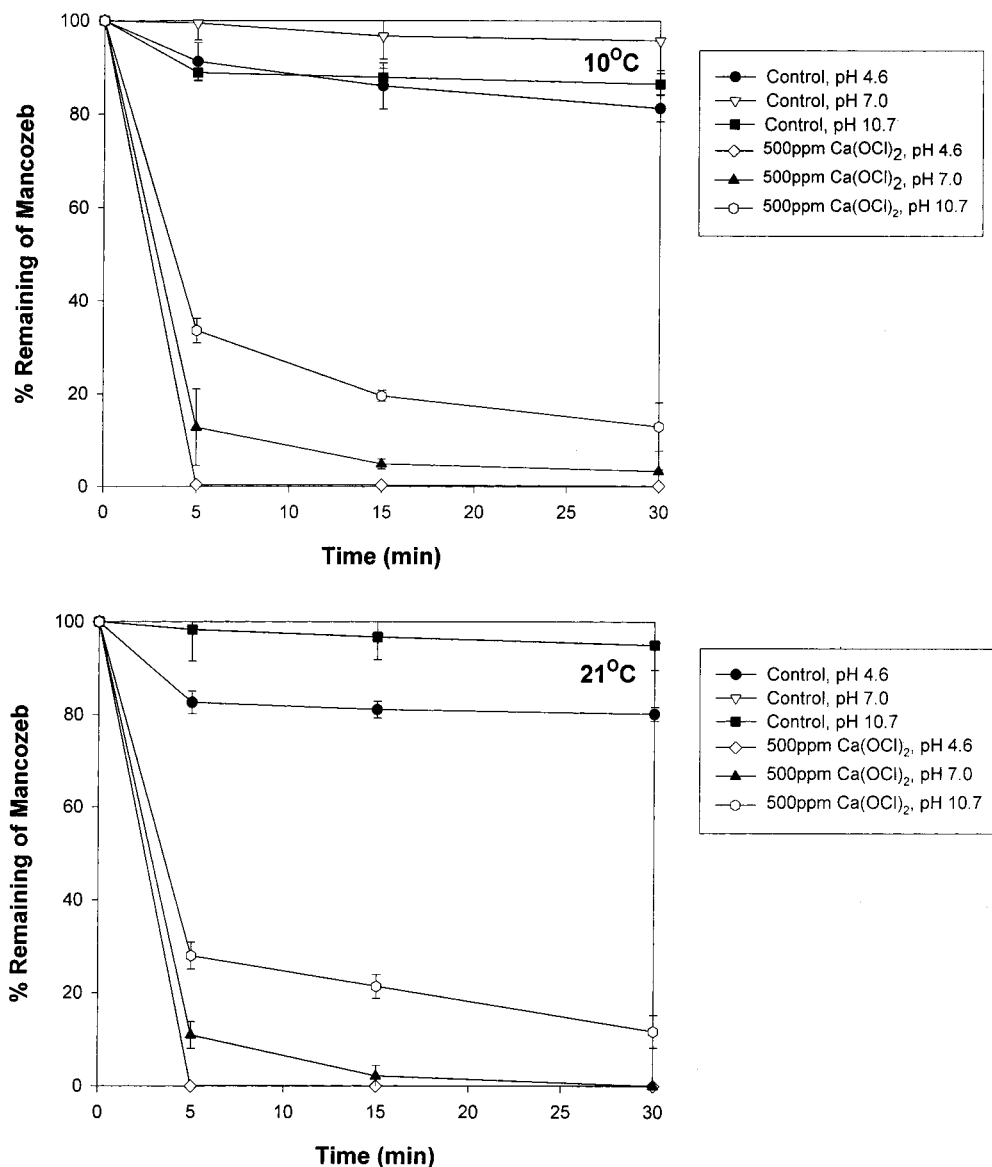 100
80
60
40
20
0
% Remaining of Mancozeb
10°C
0 5 10 15 20 25 30
Time (min)
Control, pH 4.6
Control, pH 7.0
Control, pH 10.7
500ppm Ca(OCl)2, pH 4.6
500ppm Ca(OCl)2, pH 7.0
500ppm Ca(OCl)2, pH 10.7
100
80
60
40
20
0
% Remaining of Mancozeb
21°C
0 5 10 15 20 25 30
Time (min)
Control, pH 4.6
Control, pH 7.0
Control, pH 10.7
500ppm Ca(OCl)2, pH 4.6
500ppm Ca(OCl)2, pH 7.0
500ppm Ca(OCl)2, pH 10.7